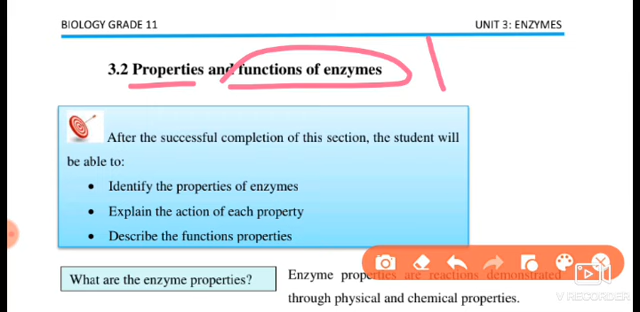 BIOLOGY GRADE 11 UNIT 3: ENZYMES
3.2 Properties and functions of enzymes
After the successful completion of this section, the student will
be able to:
• Identify the properties of enzymes
• Explain the action of each property
• Describe the functions properties
What are the enzyme properties?
Enzyme properties are reactions demonstrated
through physical and chemical properties.
V RECORDER